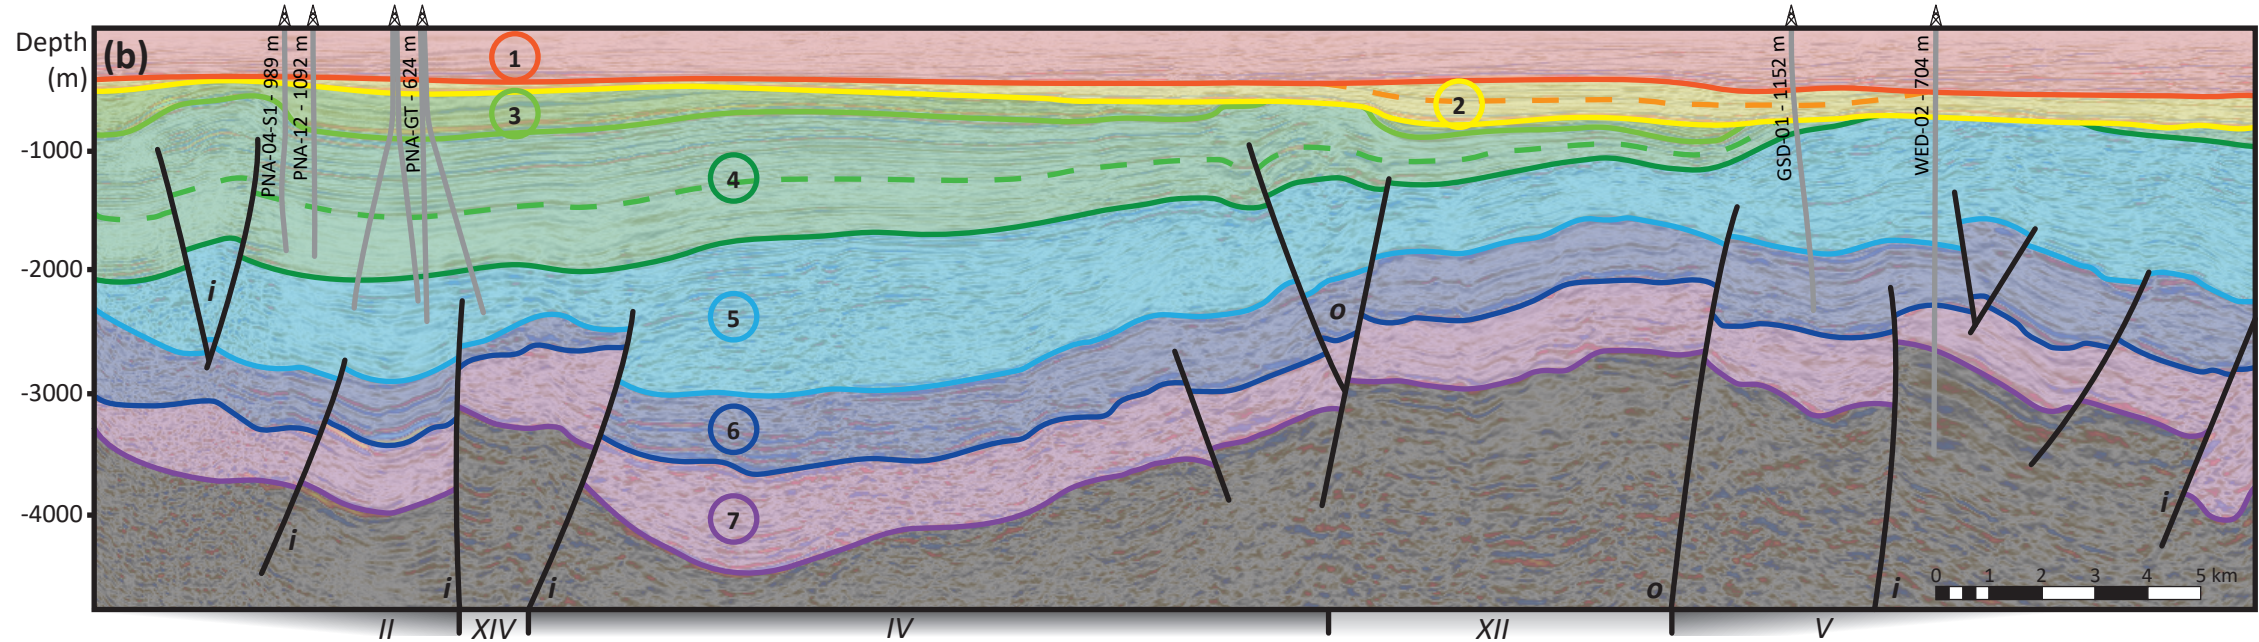 Depth
(m)
(b)
PNA-04-S1 - 989 m
PNA-12 - 1092 m
PNA-GT - 624 m
GSD-01 - 1152 m
WED-02 - 704 m
1
2
3
4
5
6
7
-1000
-2000
-3000
-4000
i
i
i
i
o
o
i
i
0 1 2 3 4 5 km
II XIV IV XII V